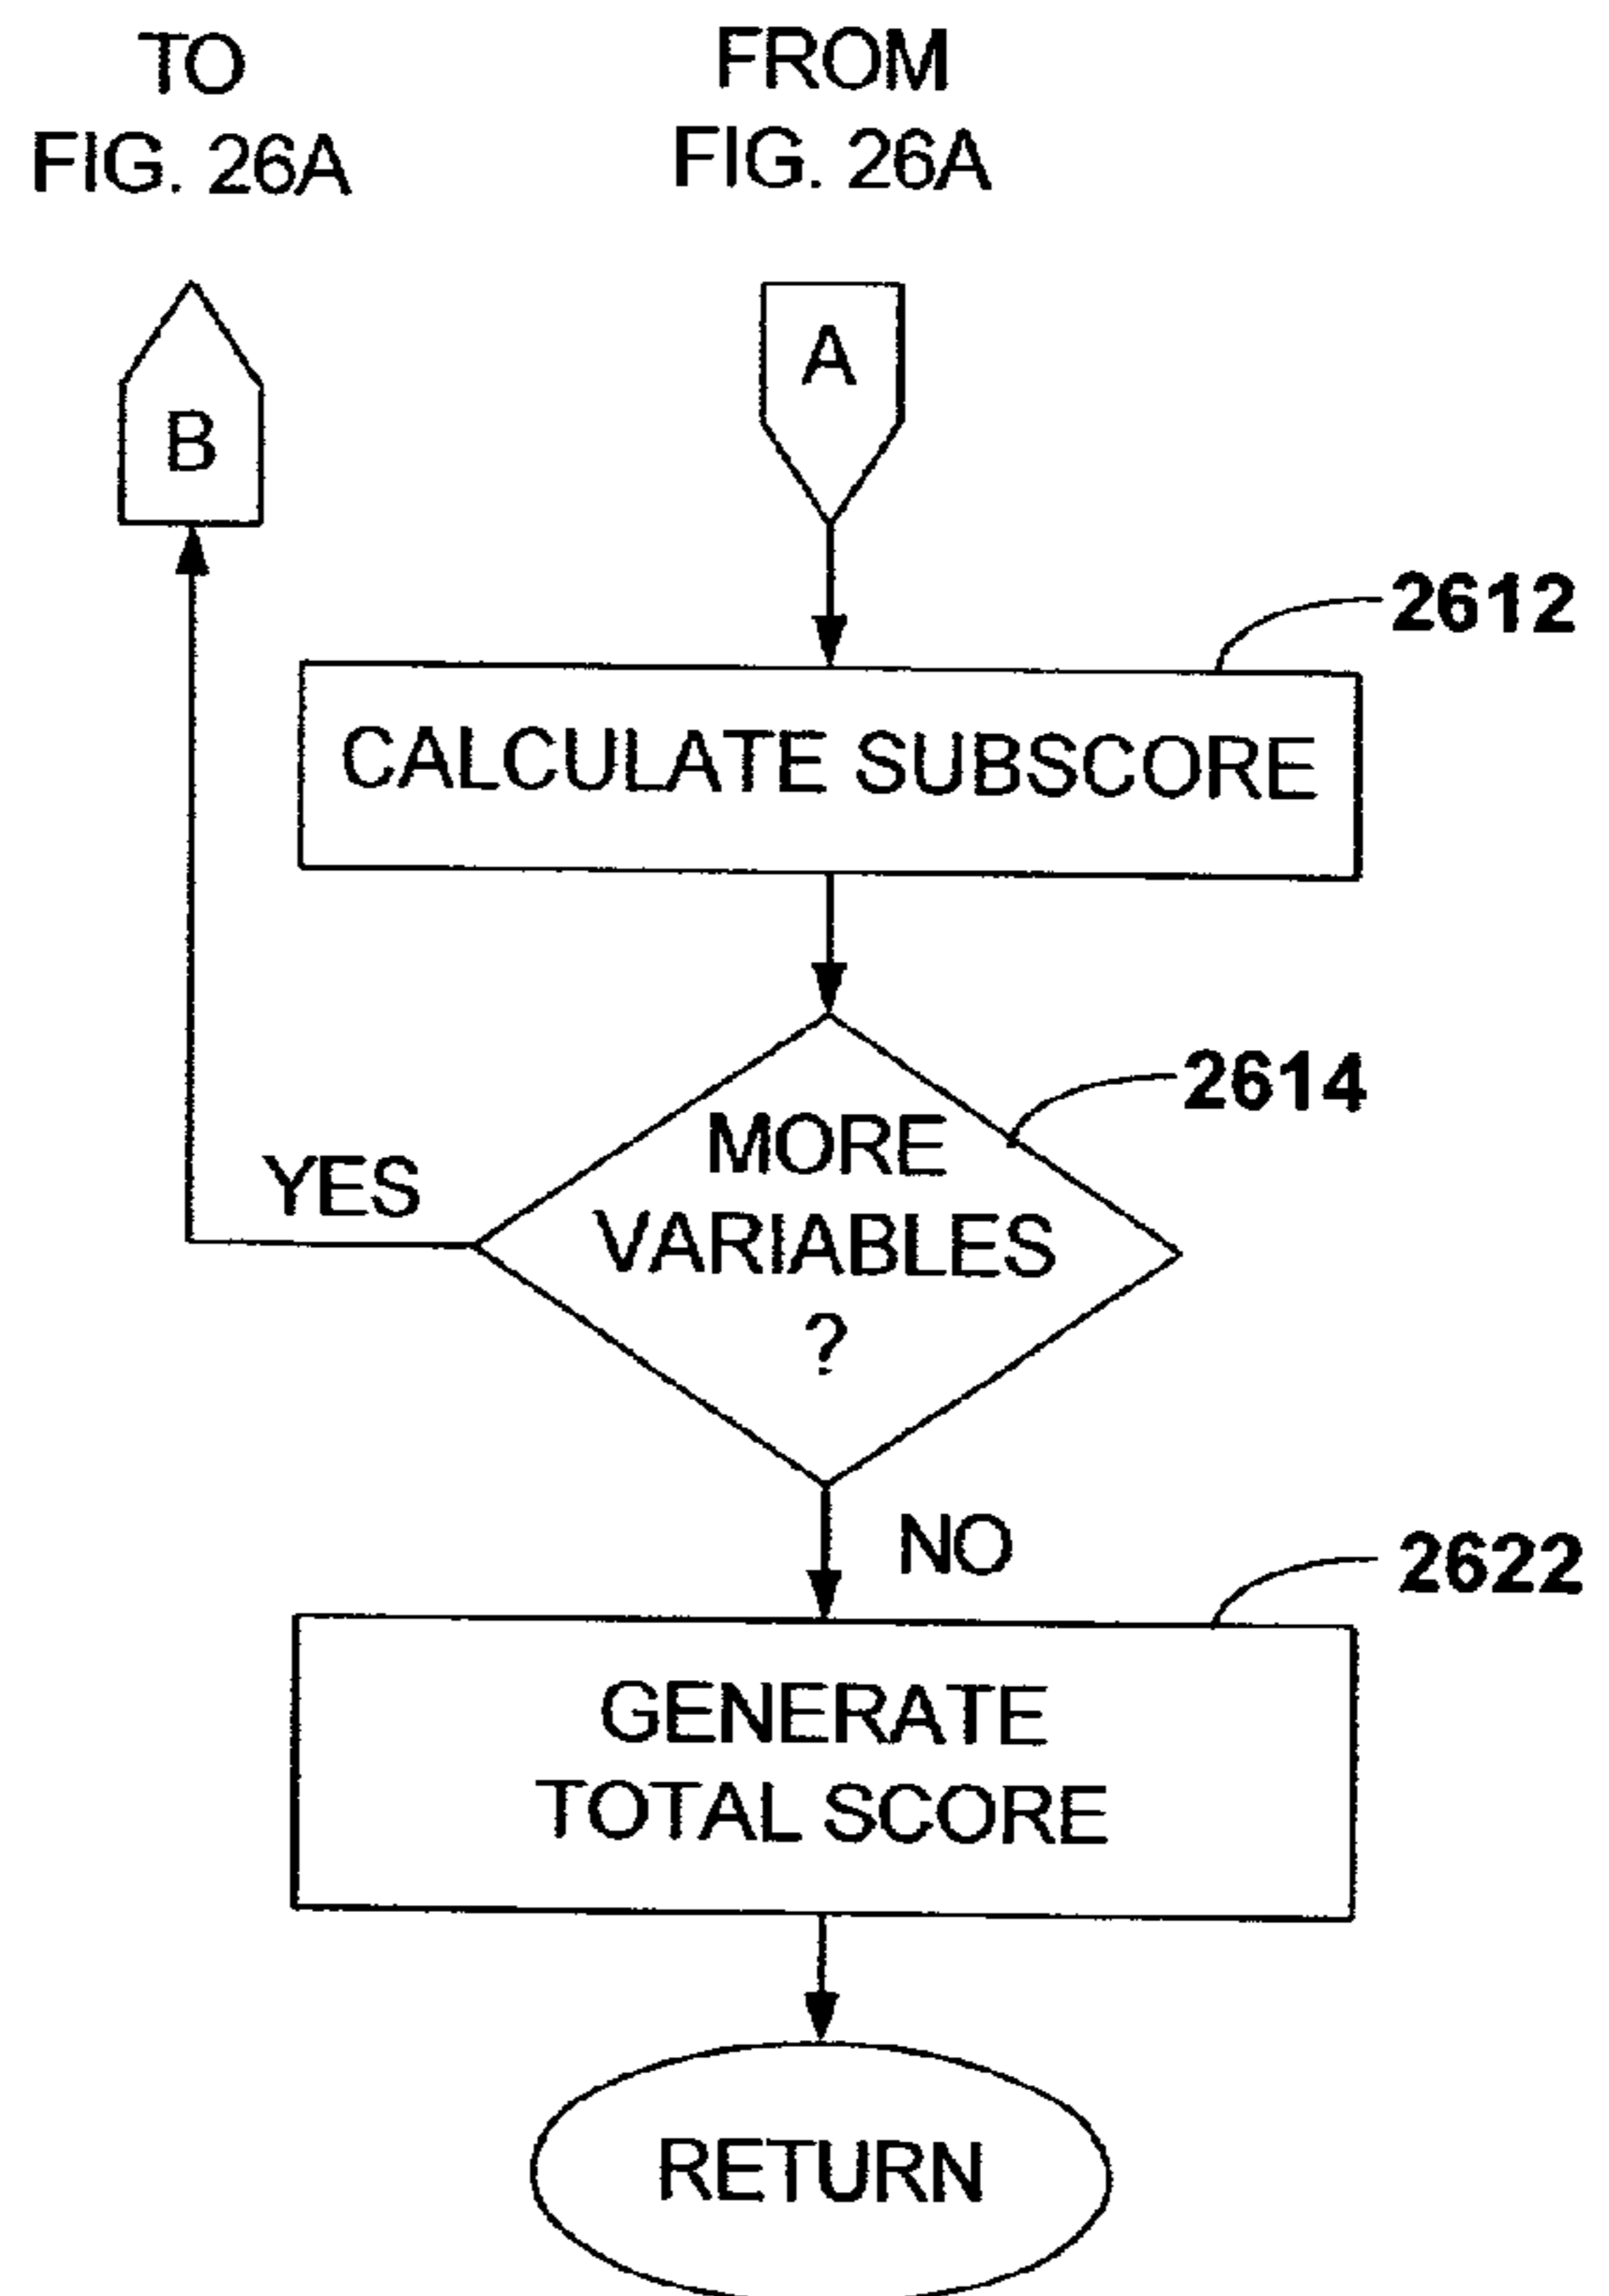 TO
FIG. 26A
FROM
FIG. 26A
B
A
2612
CALCULATE SUBSCORE
2614
MORE
VARIABLES
?
YES
NO
2622
GENERATE
TOTAL SCORE
RETURN